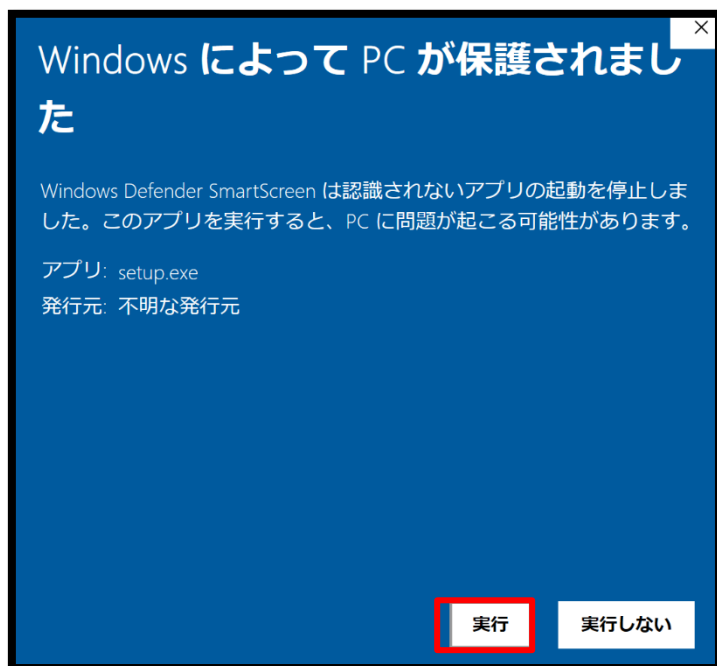 Windows によって PC が保護されまし
た
Windows Defender SmartScreen は認識されないアプリの起動を停止しま
した。このアプリを実行すると、PC に問題が起こる可能性があります。
アプリ: setup.exe
発行元: 不明な発行元
実行 実行しない